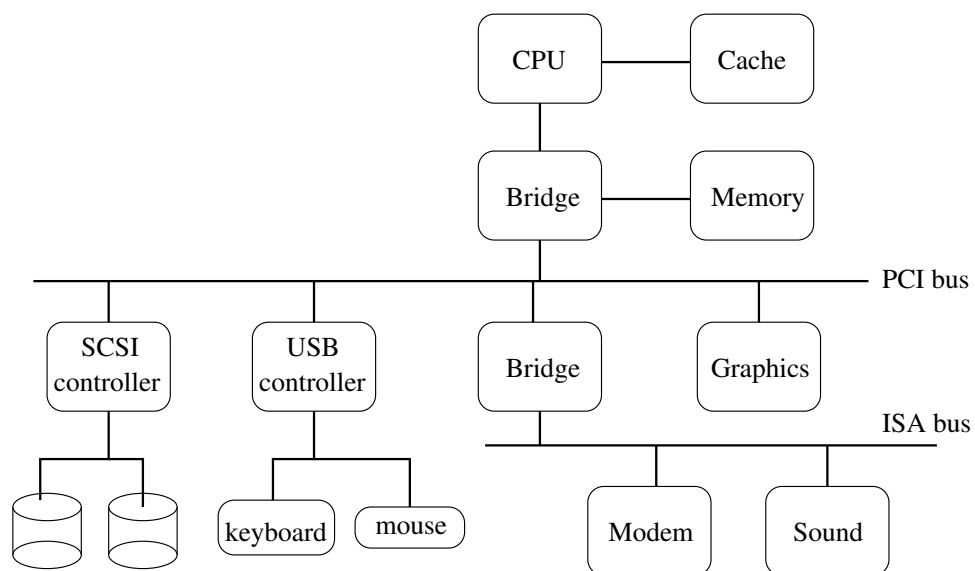 CPU
Cache
Bridge
Memory
PCI bus
SCSI
controller
USB
controller
Bridge
Graphics
ISA bus
keyboard
mouse
Modem
Sound